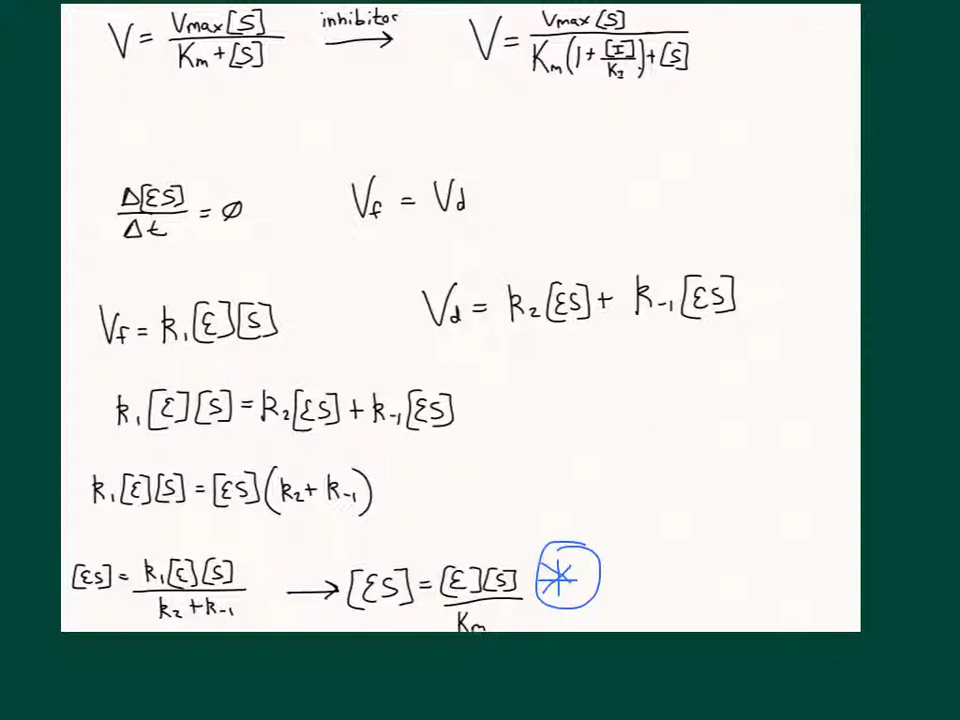 V = Vmax[S] / Km + [S] inhibitor → V = Vmax[S] / Km(1 + [I]/KI) + [S]
Δ[ES] / Δt = ∅ Vf = Vd
Vf = k1[E][S] Vd = k2[ES] + k-1[ES]
k1[E][S] = k2[ES] + k-1[ES]
k1[E][S] = [ES](k2 + k-1)
[ES] = k1[E][S] / k2 + k-1 → [ES] = [E][S] / Km *